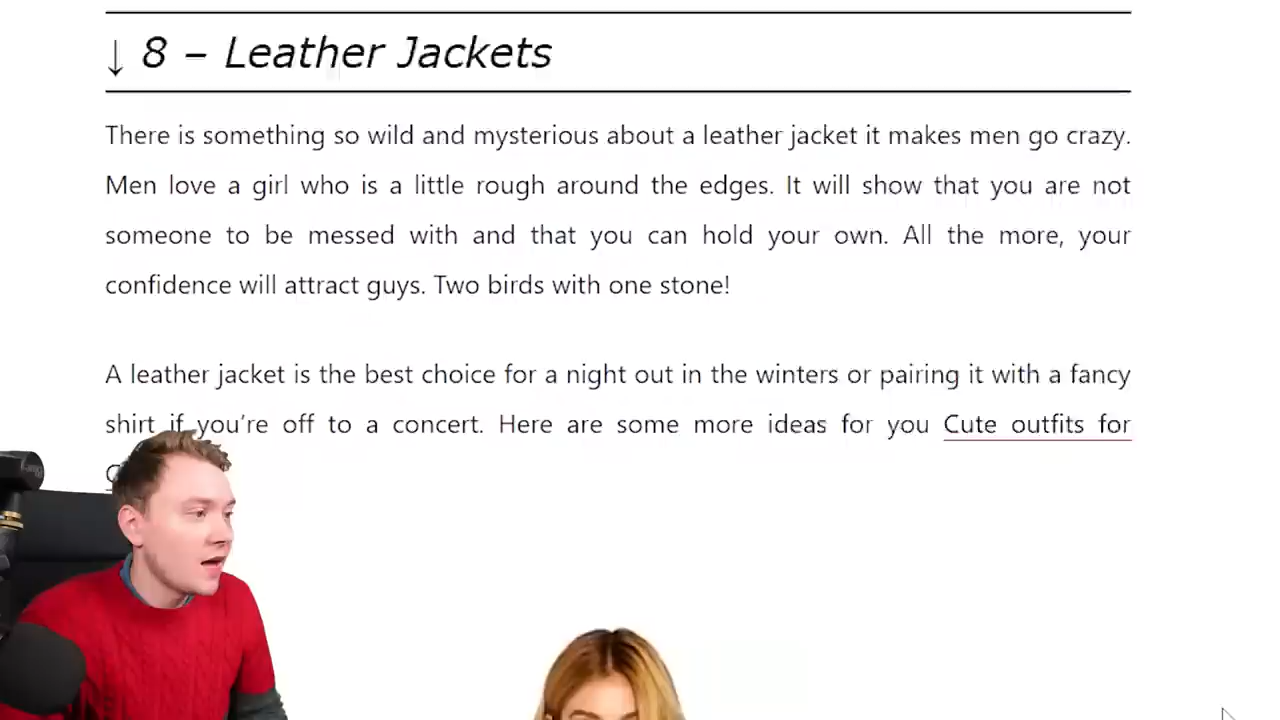 ↓ 8 – Leather Jackets
There is something so wild and mysterious about a leather jacket it makes men go crazy.
Men love a girl who is a little rough around the edges. It will show that you are not
someone to be messed with and that you can hold your own. All the more, your
confidence will attract guys. Two birds with one stone!
A leather jacket is the best choice for a night out in the winters or pairing it with a fancy
shirt if you’re off to a concert. Here are some more ideas for you Cute outfits for